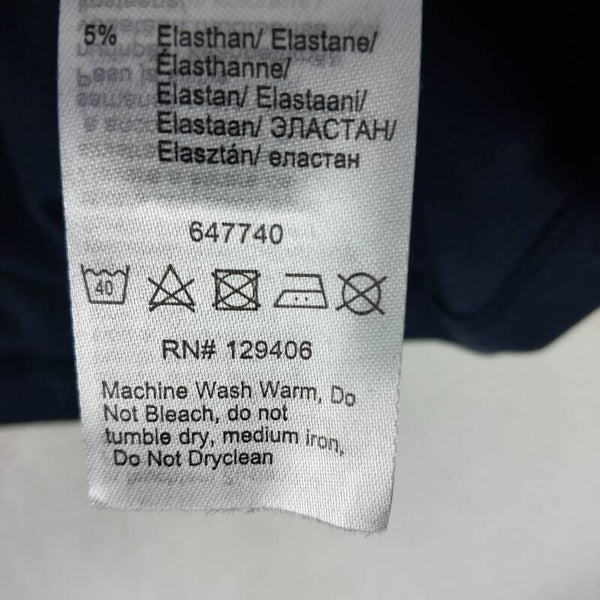 5% Elasthan/ Elastane/
Élasthanne/
Elastan/ Elastaani/
Elastaan/ ЭЛАСТАН/
Elasztán/ еластан
647740
40
RN# 129406
Machine Wash Warm, Do
Not Bleach, do not
tumble dry, medium iron,
Do Not Dryclean